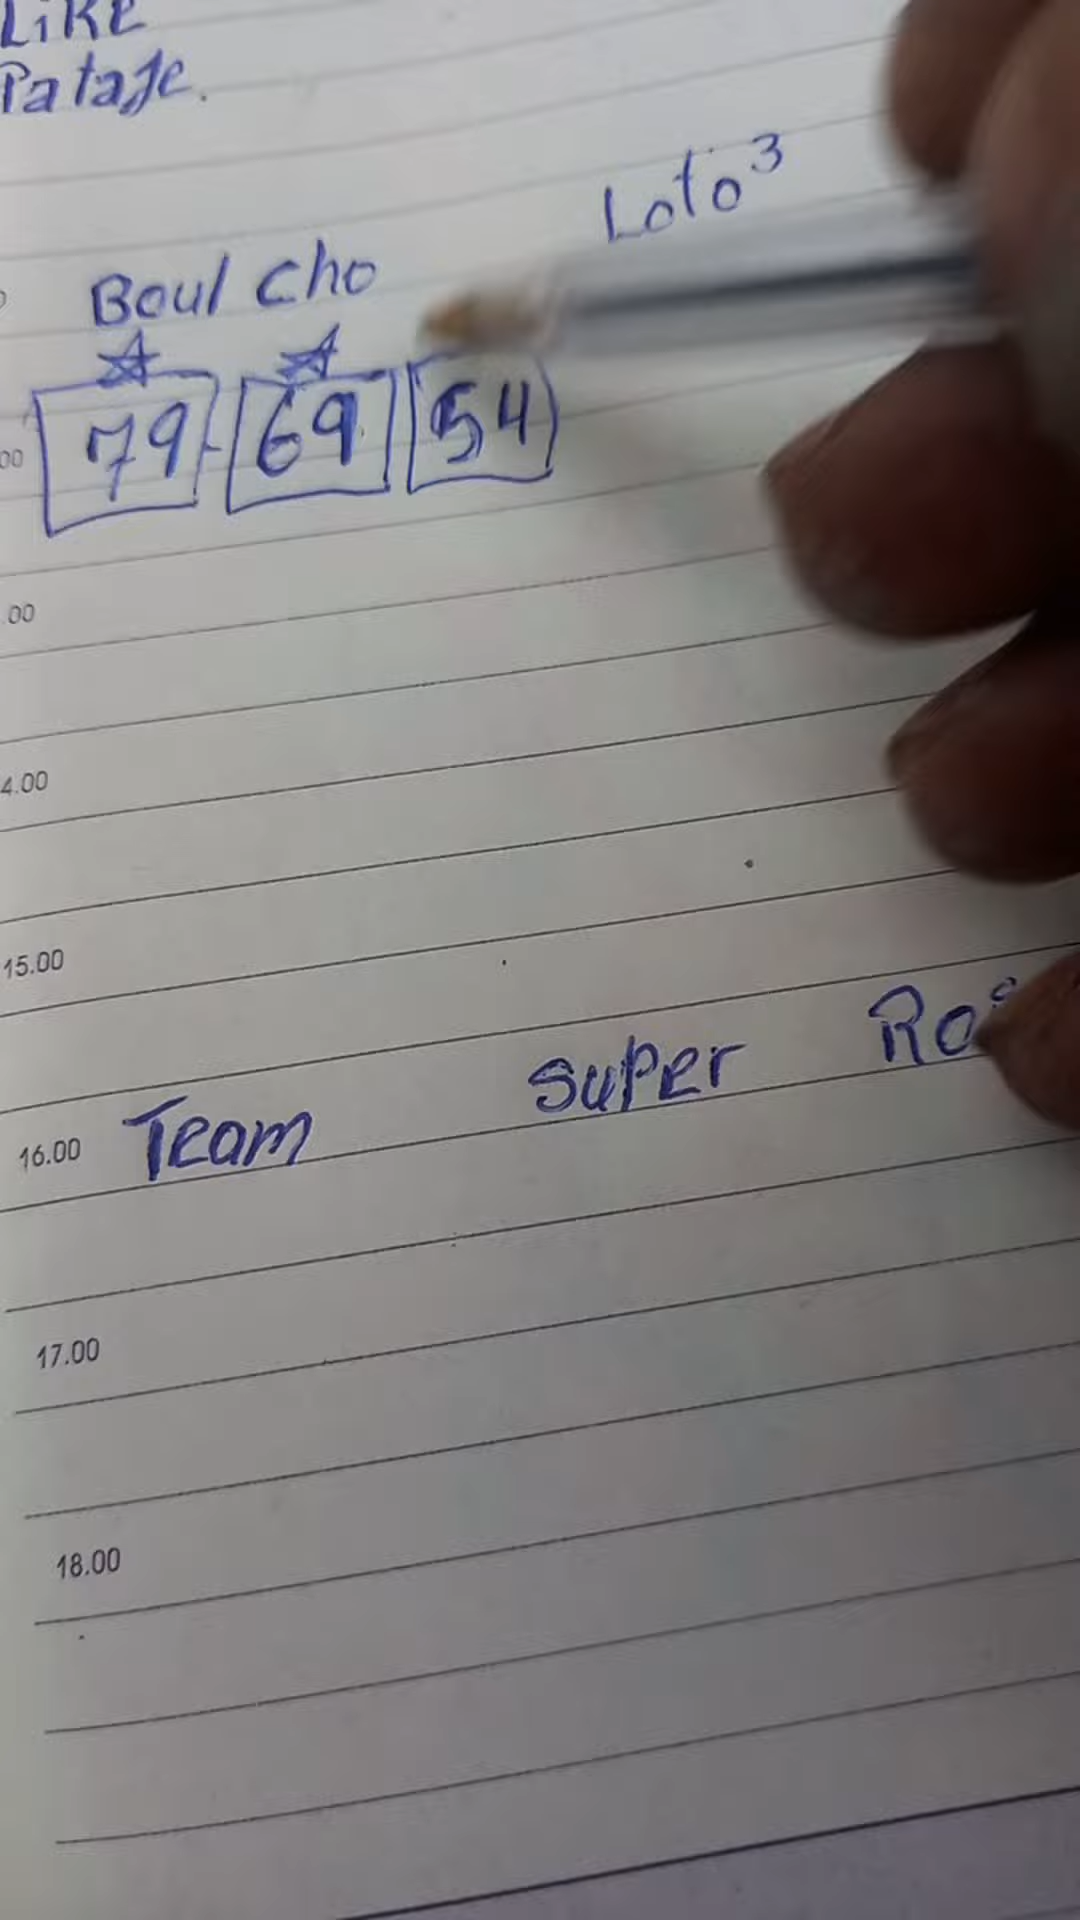 LiKE
Pataje.
Loto3
Boul cho
79 - 69 54
00
.00
4.00
15.00
16.00 Team super Roi
17.00
18.00